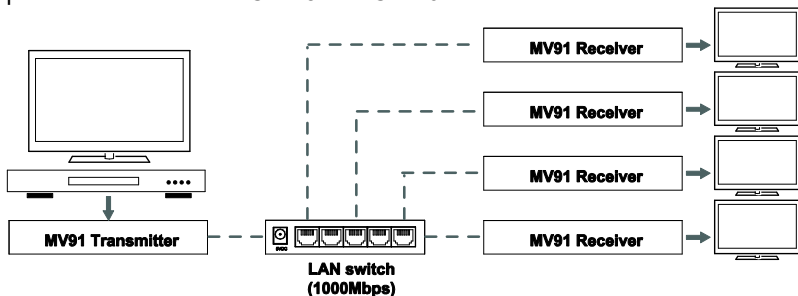 MV91 Receiver
MV91 Receiver
MV91 Receiver
MV91 Transmitter
MV91 Receiver
LAN switch
(1000Mbps)